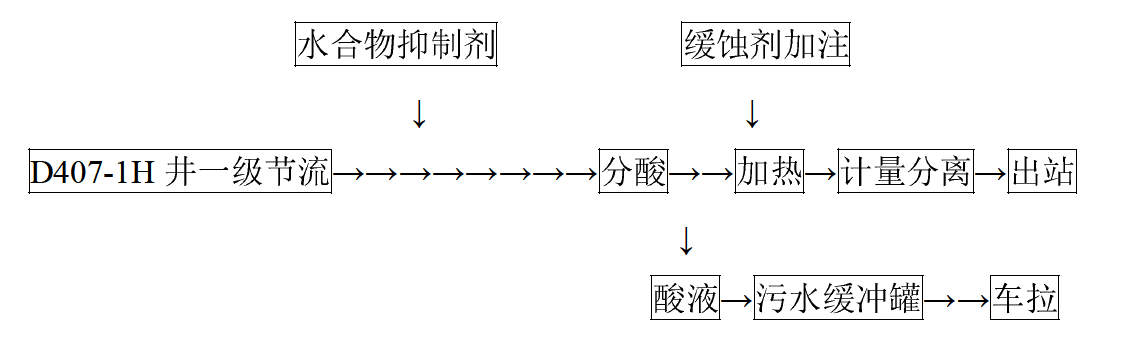 水合物抑制剂 缓蚀剂加注
↓ ↓
D407-1H 井一级节流→→→→→→→→分酸→→加热→计量分离→出站
↓
酸液→污水缓冲罐→→车拉